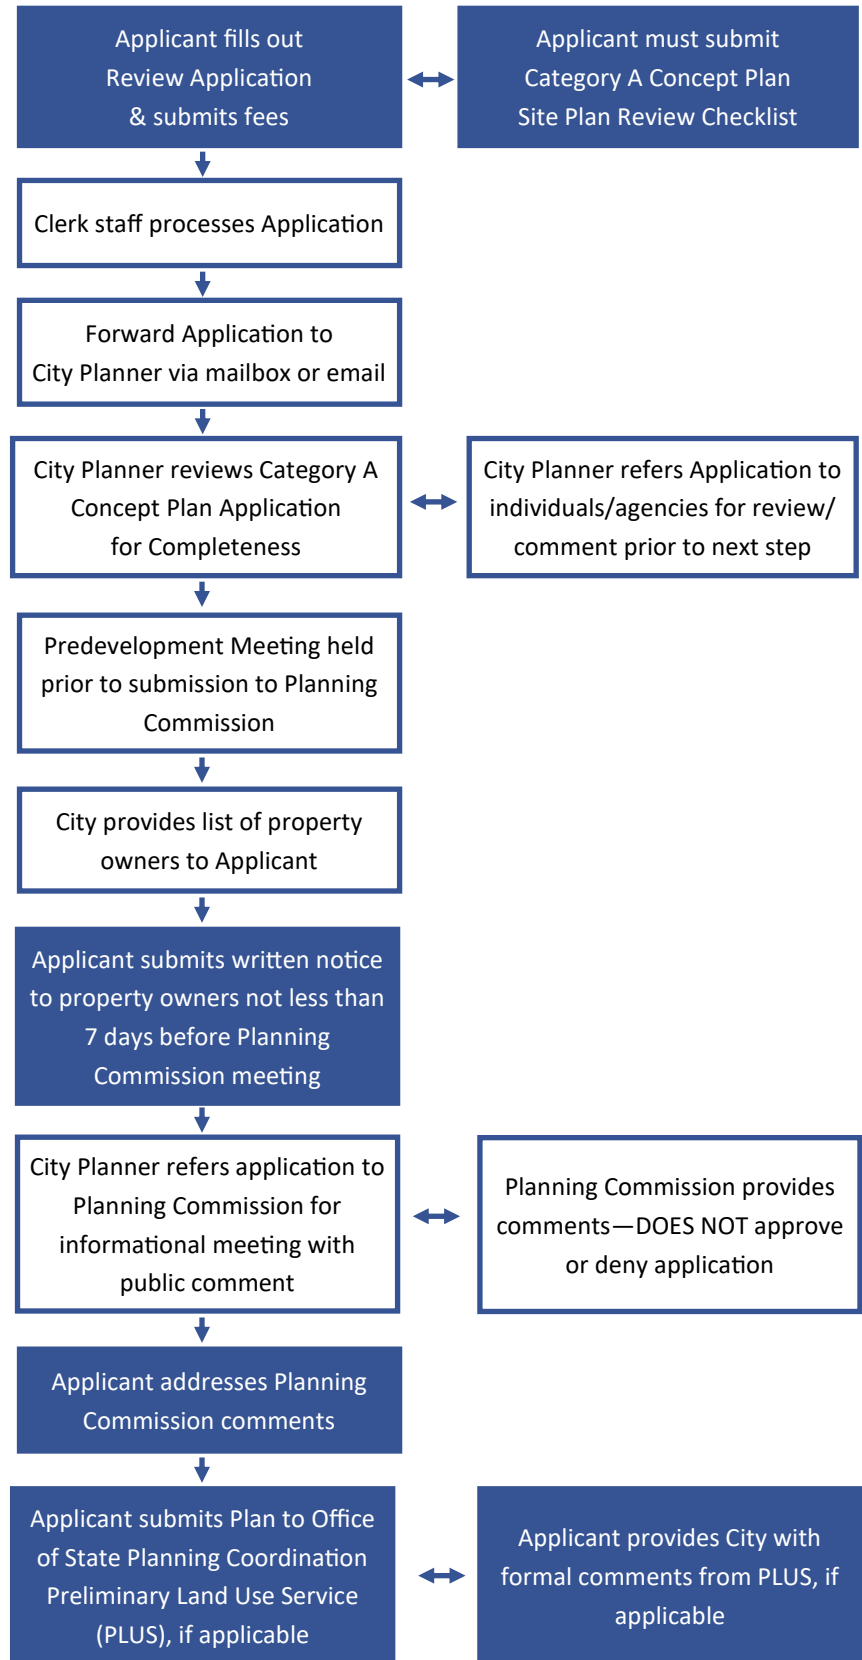 Applicant fills out
Review Application
& submits fees
Applicant must submit
Category A Concept Plan
Site Plan Review Checklist
Clerk staff processes Application
Forward Application to
City Planner via mailbox or email
City Planner reviews Category A
Concept Plan Application
for Completeness
City Planner refers Application to
individuals/agencies for review/
comment prior to next step
Predevelopment Meeting held
prior to submission to Planning
Commission
City provides list of property
owners to Applicant
Applicant submits written notice
to property owners not less than
7 days before Planning
Commission meeting
City Planner refers application to
Planning Commission for
informational meeting with
public comment
Planning Commission provides
comments—DOES NOT approve
or deny application
Applicant addresses Planning
Commission comments
Applicant submits Plan to Office
of State Planning Coordination
Preliminary Land Use Service
(PLUS), if applicable
Applicant provides City with
formal comments from PLUS, if
applicable